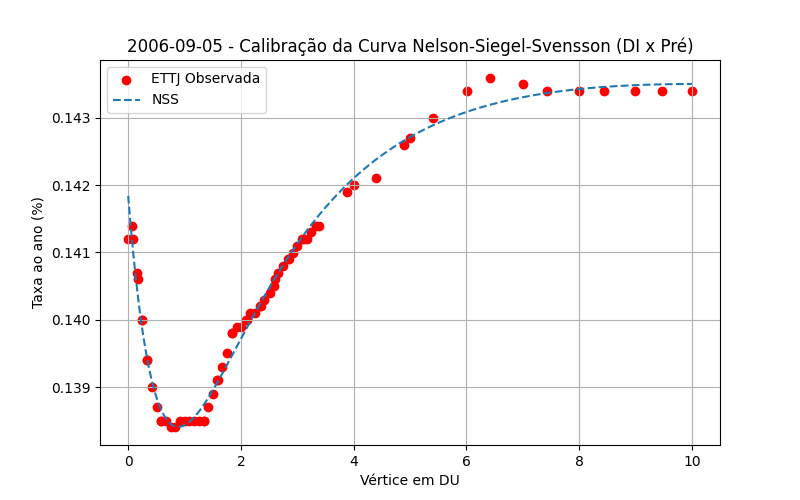 2006-09-05 - Calibração da Curva Nelson-Siegel-Svensson (DI x Pré)
ETTJ Observada
NSS
Taxa ao ano (%)
0.143
0.142
0.141
0.140
0.139
0 2 4 6 8 10
Vértice em DU